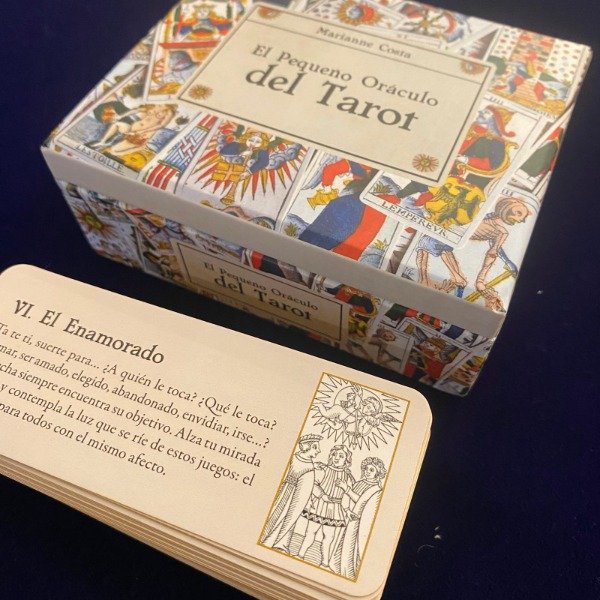 Marianne Costa
El Pequeño Oráculo
del Tarot
LEMPEREVR
El Pequeño Oráculo
del Tarot
VI. El Enamorado
Ta te ti, suerte para... ¿A quién le toca? ¿Qué le toca?
mar, ser amado, elegido, abandonado, envidiar, irse...?
cha siempre encuentra su objetivo. Alza tu mirada
y contempla la luz que se ríe de estos juegos: el
para todos con el mismo afecto.